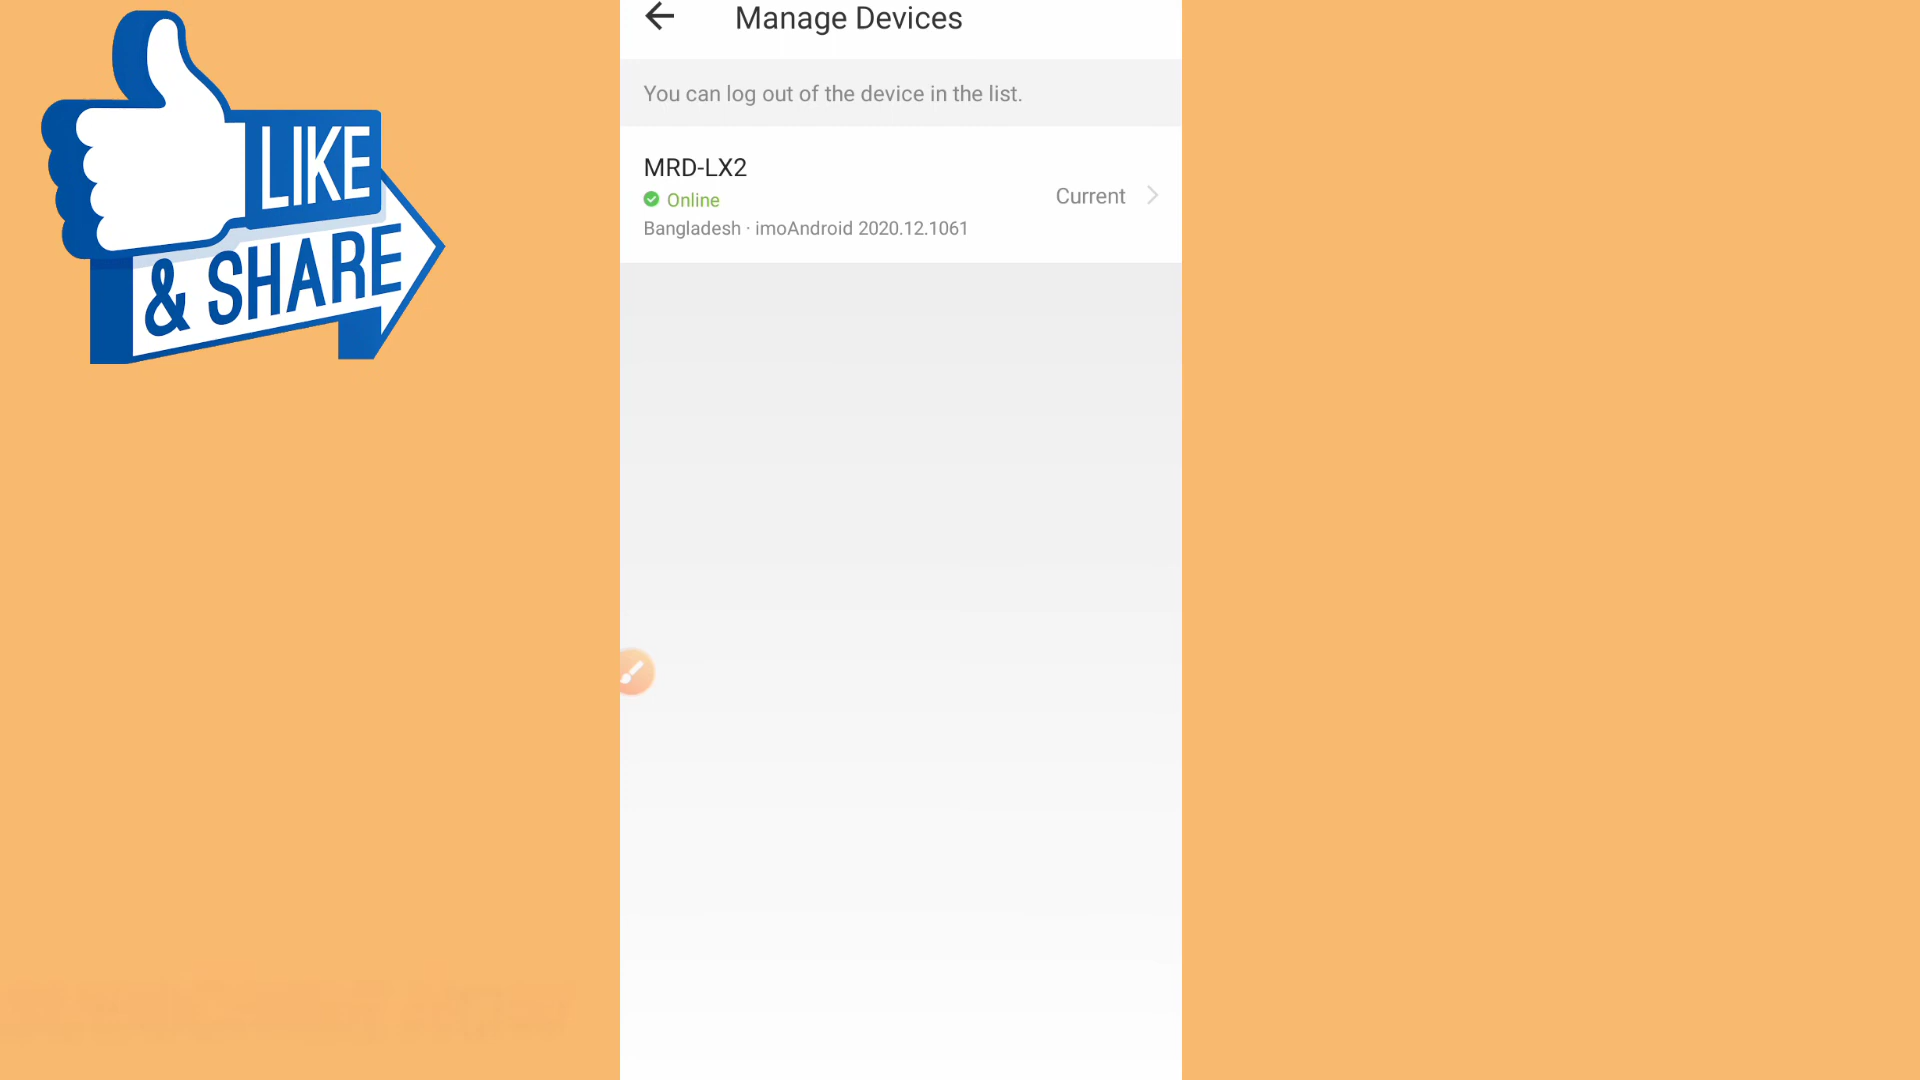 LIKE
& SHARE
Manage Devices
You can log out of the device in the list.
MRD-LX2
Online
Current
Bangladesh · imoAndroid 2020.12.1061